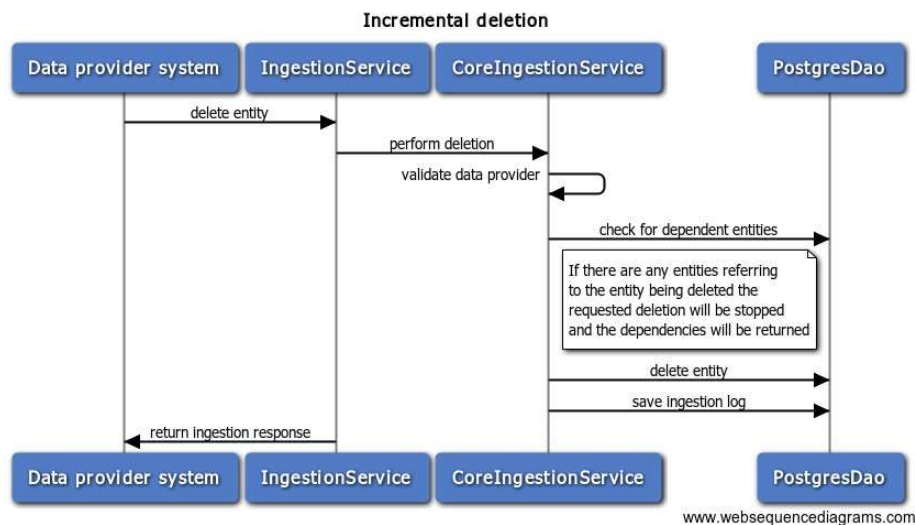 Incremental deletion
Data provider system
IngestionService
CoreIngestionService
PostgresDao
delete entity
perform deletion
validate data provider
check for dependent entities
If there are any entities referring
to the entity being deleted the
requested deletion will be stopped
and the dependencies will be returned
delete entity
save ingestion log
return ingestion response
Data provider system
IngestionService
CoreIngestionService
PostgresDao
www.websequencediagrams.com